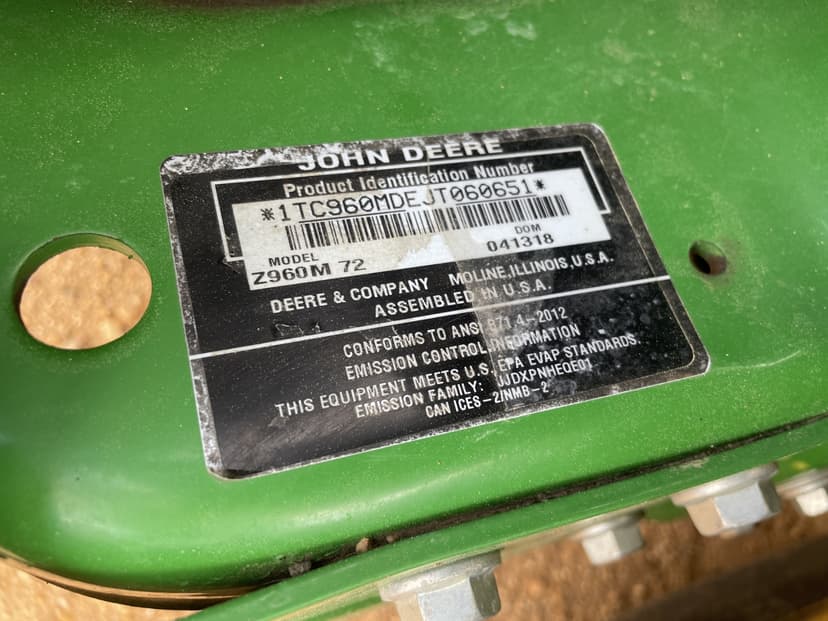 JOHN DEERE
Product Identification Number
*1TC960MDEJT060651*
MODEL DOM
Z960M 72 041318
DEERE & COMPANY MOLINE, ILLINOIS, U.S.A.
ASSEMBLED IN U.S.A.
CONFORMS TO ANSI B71.4-2012
EMISSION CONTROL INFORMATION
THIS EQUIPMENT MEETS U.S. EPA EVAP STANDARDS.
EMISSION FAMILY: JJDXPNHEQE01
CAN ICES-2/NMB-2